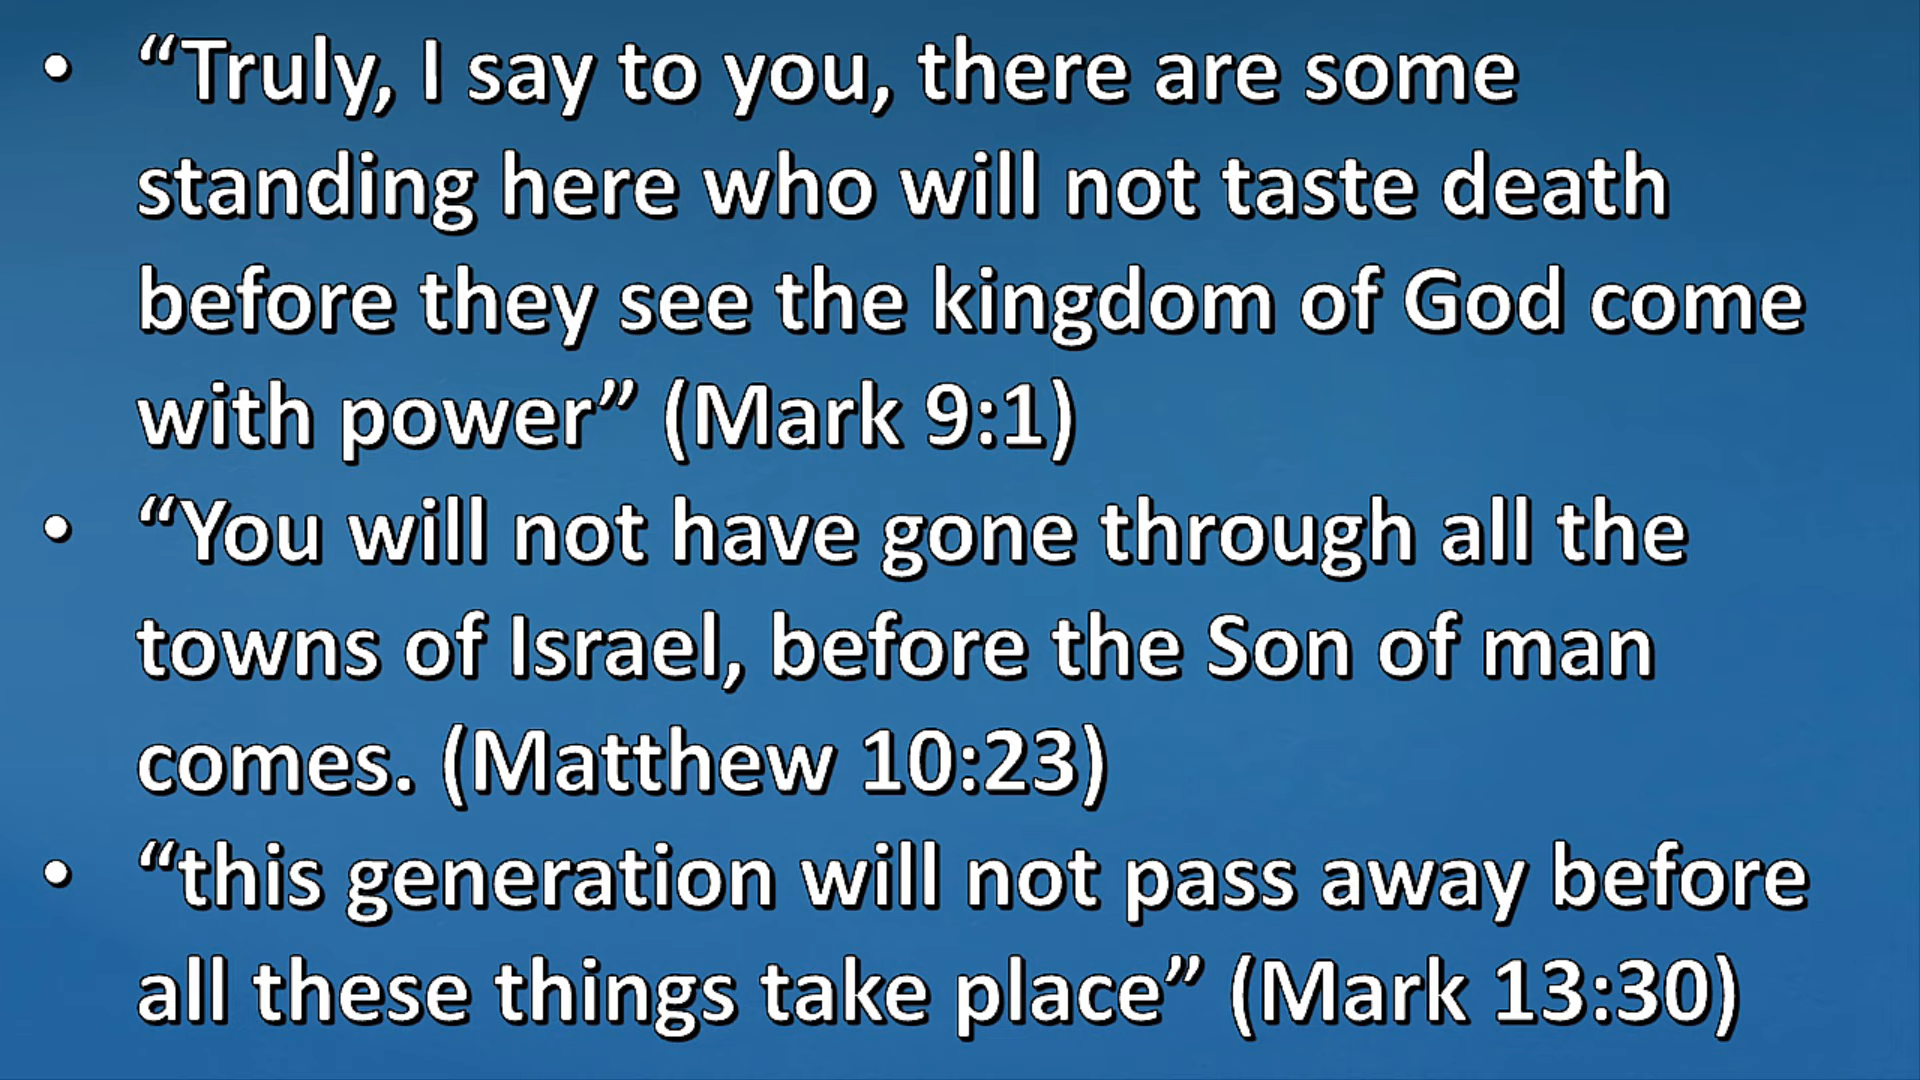 • “Truly, I say to you, there are some
standing here who will not taste death
before they see the kingdom of God come
with power” (Mark 9:1)
• “You will not have gone through all the
towns of Israel, before the Son of man
comes. (Matthew 10:23)
• “this generation will not pass away before
all these things take place” (Mark 13:30)